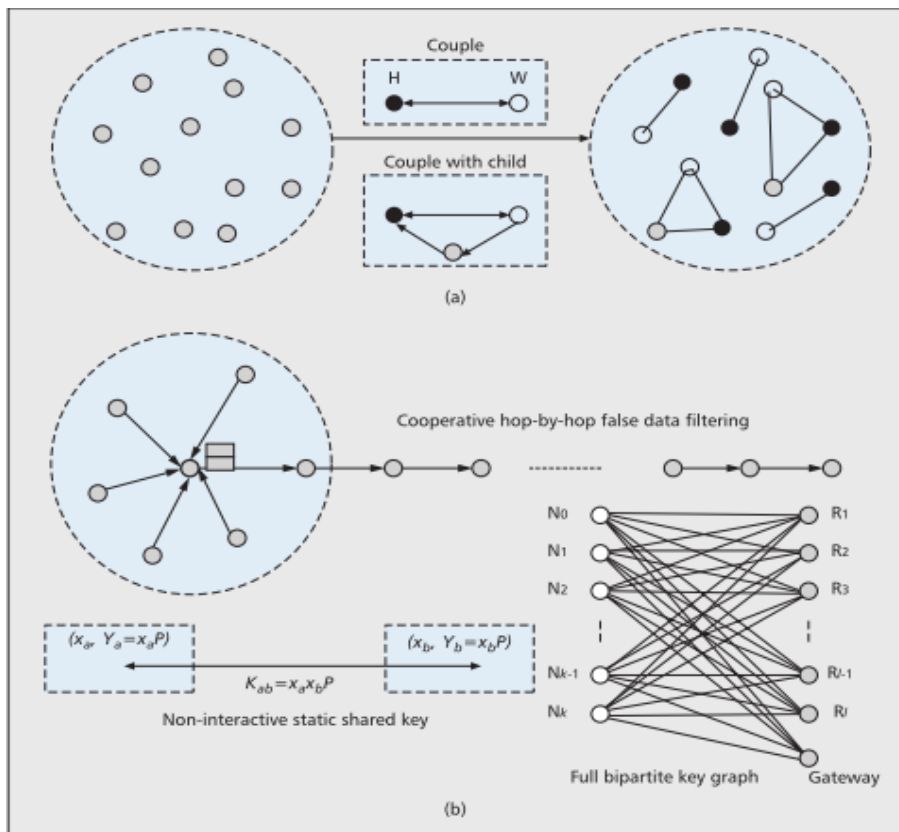 Couple
H W
Couple with child
(a)
Cooperative hop-by-hop false data filtering
N0 R1
N1 R2
N2 R3
(xa, Ya=xaP) (xb, Yb=xbP)
Kab=xaxbP
Nk-1 Rl-1
Nk Rl
Non-interactive static shared key
Full bipartite key graph Gateway
(b)